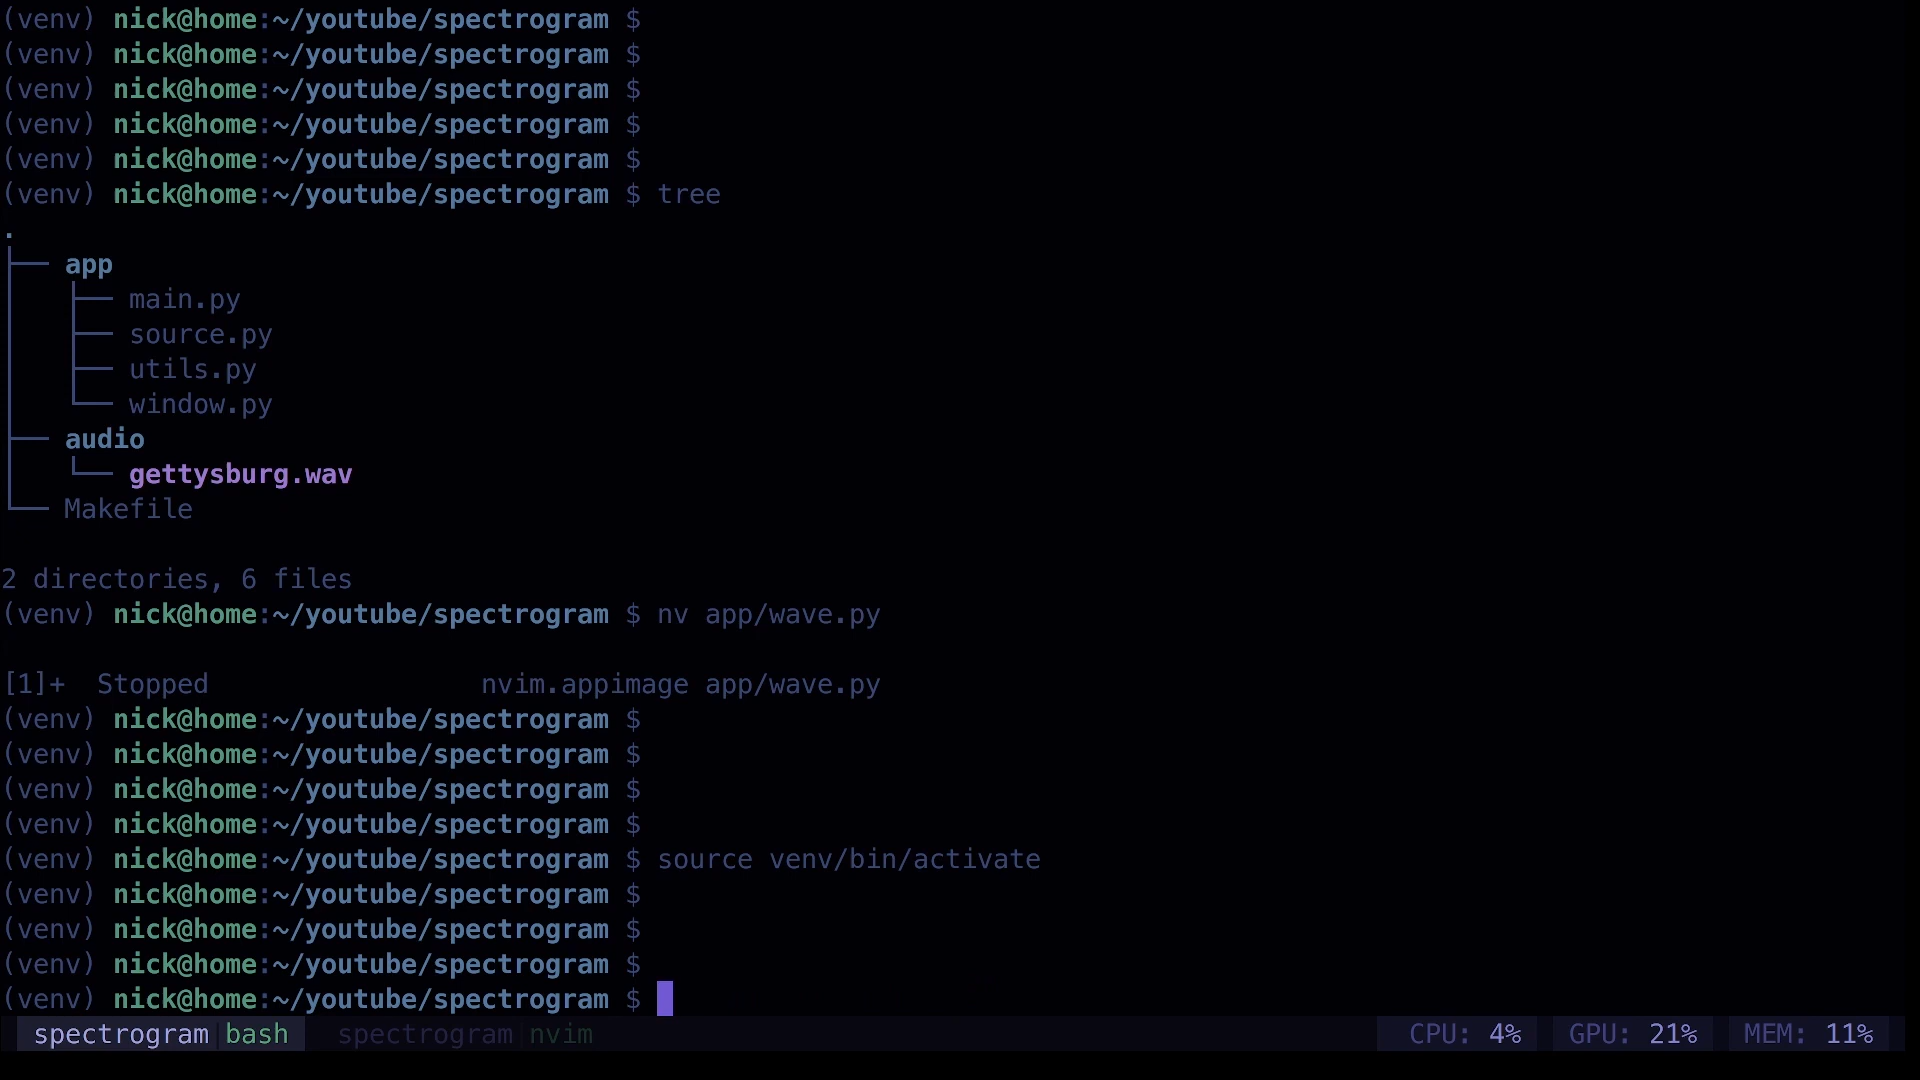 (venv) nick@home:~/youtube/spectrogram $
(venv) nick@home:~/youtube/spectrogram $
(venv) nick@home:~/youtube/spectrogram $
(venv) nick@home:~/youtube/spectrogram $
(venv) nick@home:~/youtube/spectrogram $
(venv) nick@home:~/youtube/spectrogram $ tree
.
├── app
│   ├── main.py
│   ├── source.py
│   ├── utils.py
│   └── window.py
├── audio
│   └── gettysburg.wav
└── Makefile
2 directories, 6 files
(venv) nick@home:~/youtube/spectrogram $ nv app/wave.py
[1]+  Stopped                 nvim.appimage app/wave.py
(venv) nick@home:~/youtube/spectrogram $
(venv) nick@home:~/youtube/spectrogram $
(venv) nick@home:~/youtube/spectrogram $
(venv) nick@home:~/youtube/spectrogram $
(venv) nick@home:~/youtube/spectrogram $ source venv/bin/activate
(venv) nick@home:~/youtube/spectrogram $
(venv) nick@home:~/youtube/spectrogram $
(venv) nick@home:~/youtube/spectrogram $
(venv) nick@home:~/youtube/spectrogram $
spectrogram bash spectrogram nvim CPU: 4% GPU: 21% MEM: 11%